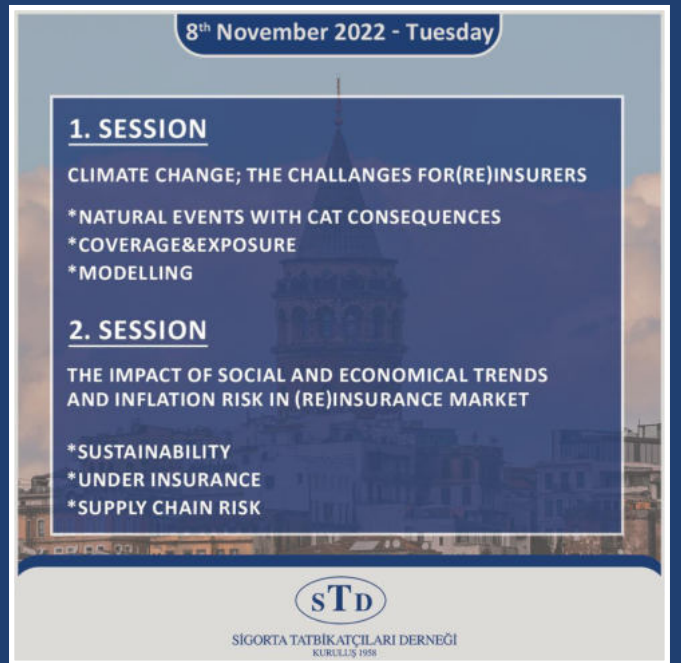 8th November 2022 - Tuesday
1. SESSION
CLIMATE CHANGE; THE CHALLANGES FOR(RE)INSURERS
*NATURAL EVENTS WITH CAT CONSEQUENCES
*COVERAGE&EXPOSURE
*MODELLING
2. SESSION
THE IMPACT OF SOCIAL AND ECONOMICAL TRENDS
AND INFLATION RISK IN (RE)INSURANCE MARKET
*SUSTAINABILITY
*UNDER INSURANCE
*SUPPLY CHAIN RISK
STD
SİGORTA TATBİKATÇILARI DERNEĞİ
KURULUŞ 1958